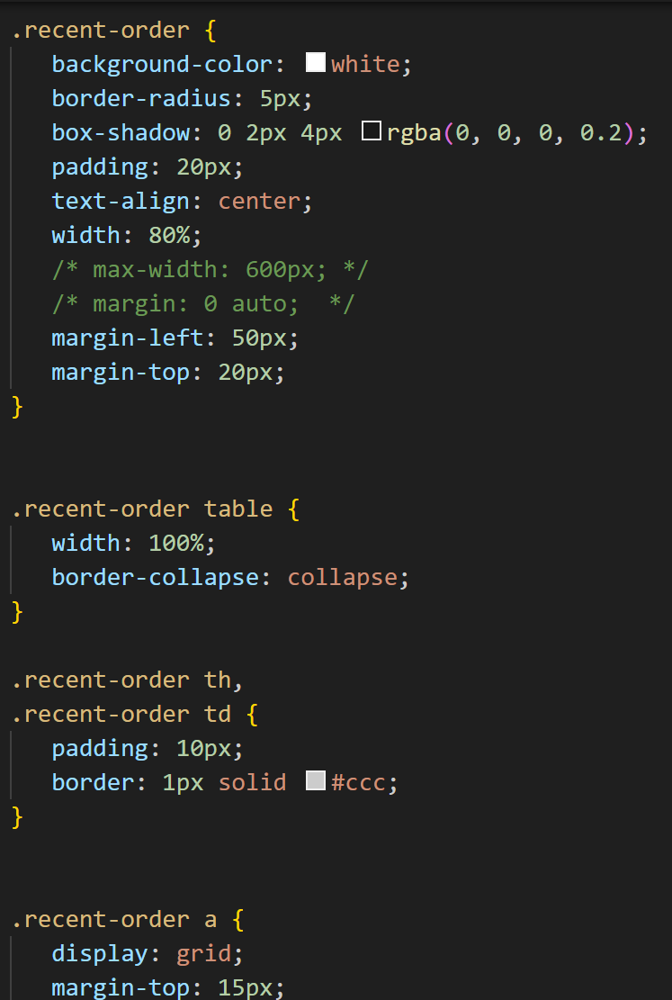 .recent-order {
background-color: white;
border-radius: 5px;
box-shadow: 0 2px 4px rgba(0, 0, 0, 0.2);
padding: 20px;
text-align: center;
width: 80%;
/* max-width: 600px; */
/* margin: 0 auto;  */
margin-left: 50px;
margin-top: 20px;
}
.recent-order table {
width: 100%;
border-collapse: collapse;
}
.recent-order th,
.recent-order td {
padding: 10px;
border: 1px solid #ccc;
}
.recent-order a {
display: grid;
margin-top: 15px;